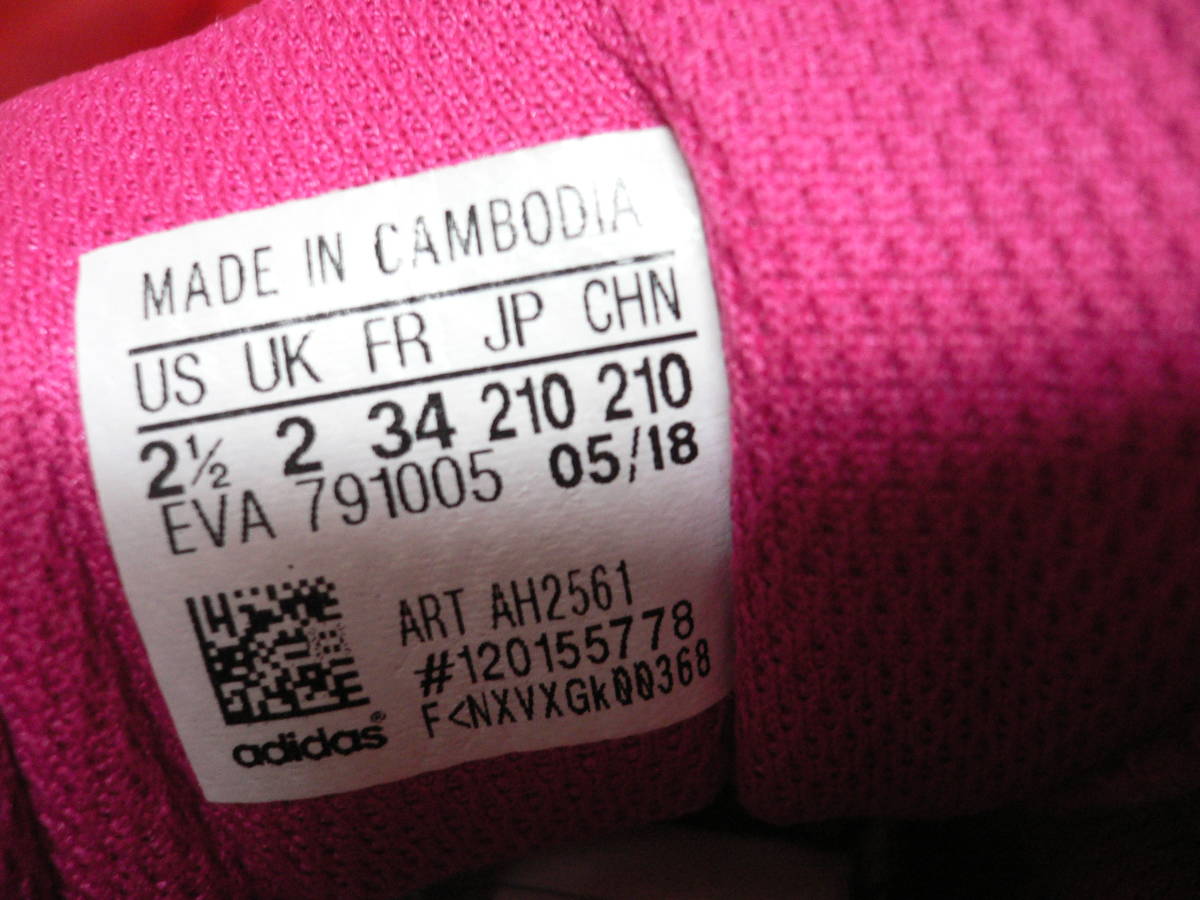 MADE IN CAMBODIA
US UK FR JP CHN
2½ 2 34 210 210
EVA 791005 05/18
ART AH2561
#120155778
F<NXVXGk00368
adidas®